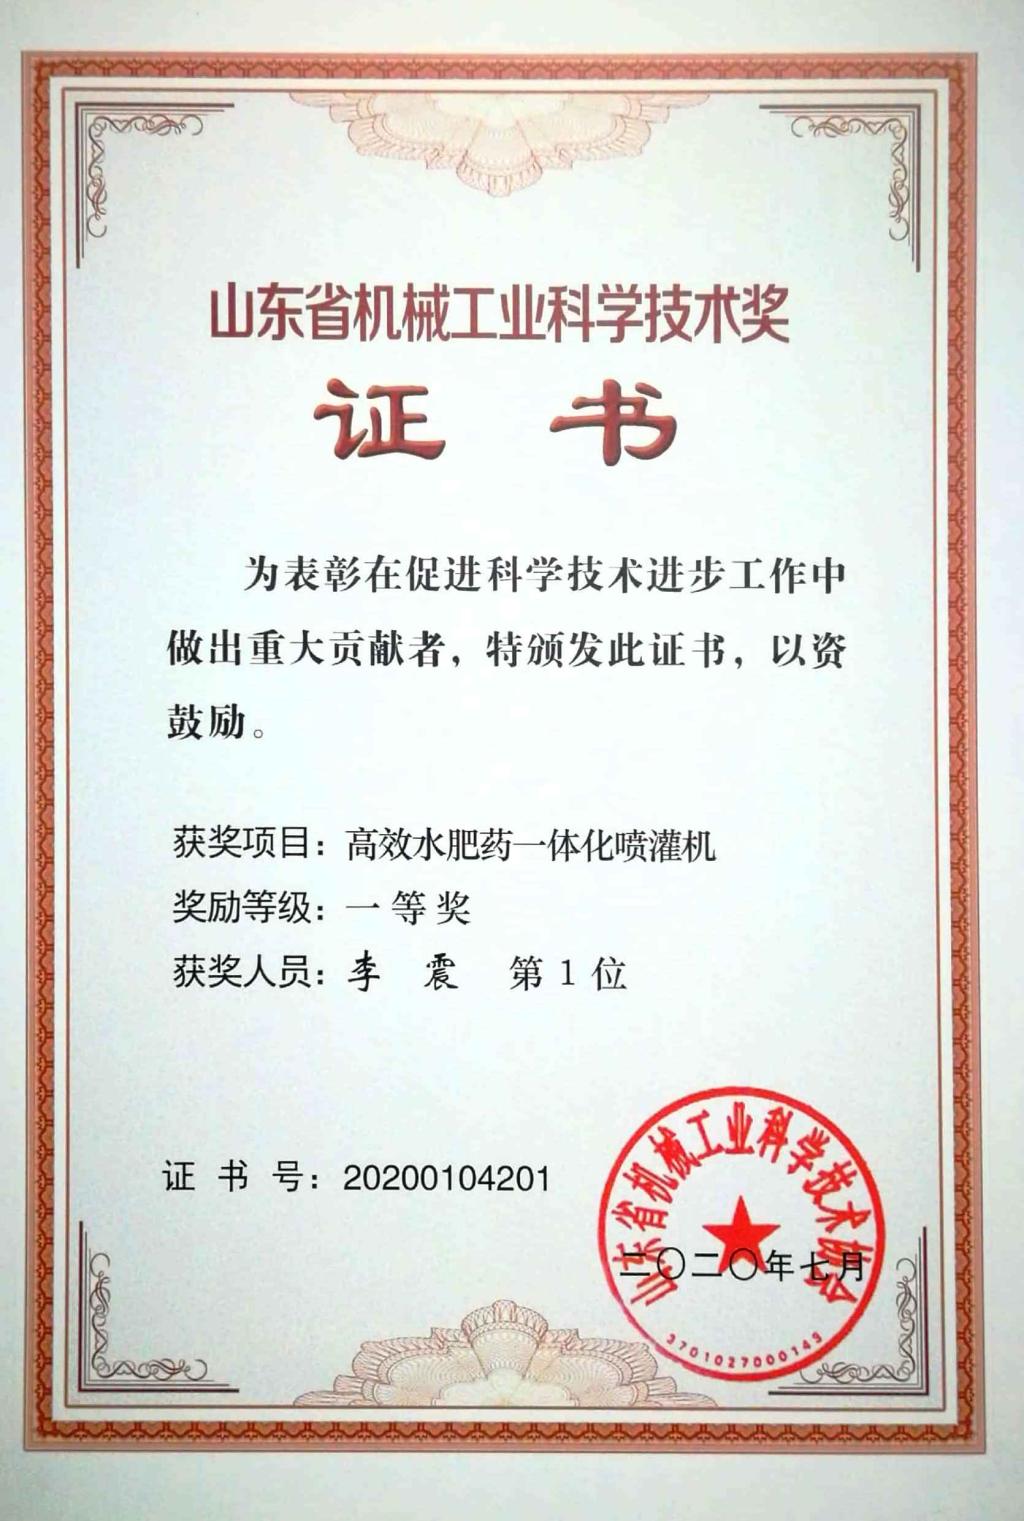 山东省机械工业科学技术奖
证 书
为表彰在促进科学技术进步工作中
做出重大贡献者，特颁发此证书，以资
鼓励。
获奖项目：高效水肥药一体化喷灌机
奖励等级：一等奖
获奖人员：李 震 第1位
证 书 号：20200104201
山东省机械工业科学技术协会
二〇二〇年七月
3701027000143